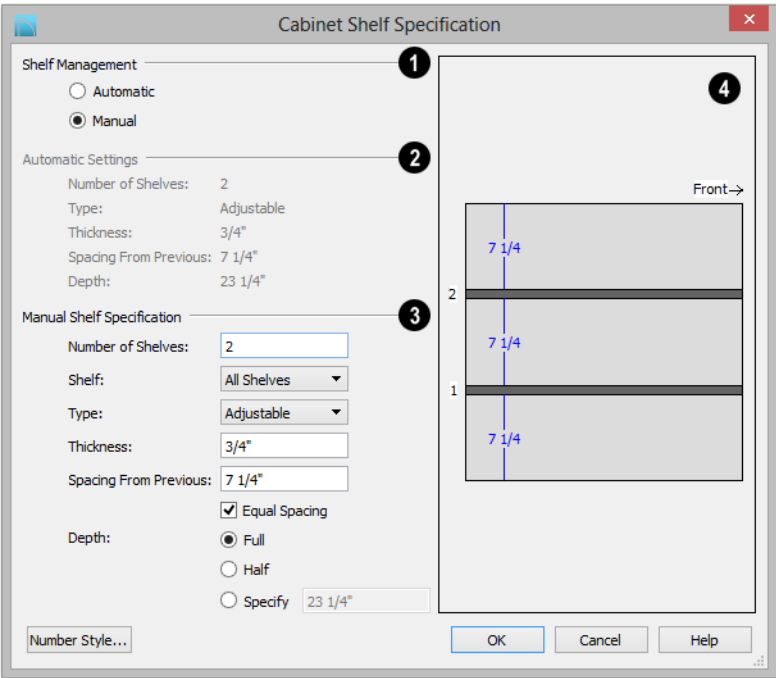 Cabinet Shelf Specification
Shelf Management 1
Automatic
Manual
Automatic Settings 2
Number of Shelves: 2
Type: Adjustable
Thickness: 3/4"
Spacing From Previous: 7 1/4"
Depth: 23 1/4"
Manual Shelf Specification 3
Number of Shelves: 2
Shelf: All Shelves
Type: Adjustable
Thickness: 3/4"
Spacing From Previous: 7 1/4"
Equal Spacing
Depth: Full
Half
Specify 23 1/4"
4
Front
7 1/4
2
7 1/4
1
7 1/4
Number Style... OK Cancel Help